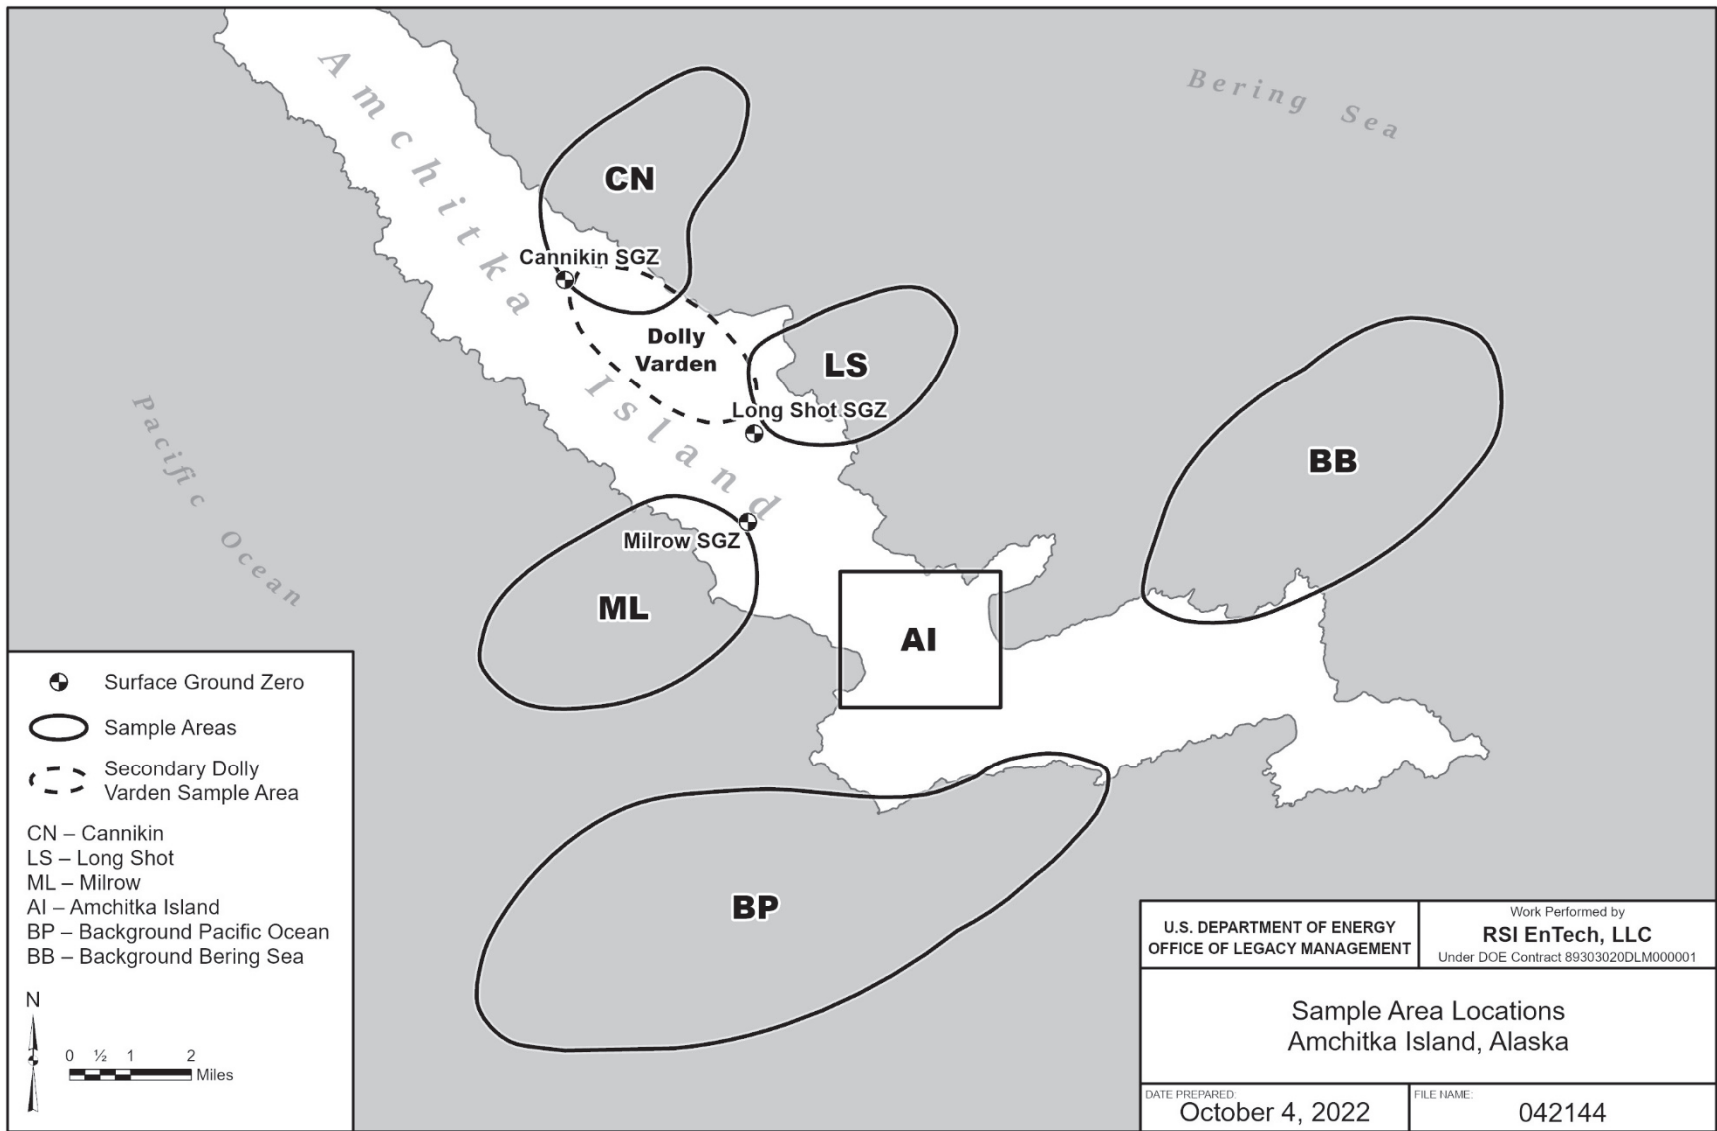 Amchitka Island
Bering Sea
Pacific Ocean
CN
Cannikin SGZ
Dolly
Varden
LS
Long Shot SGZ
BB
Milrow SGZ
ML
AI
BP
Surface Ground Zero
Sample Areas
Secondary Dolly
Varden Sample Area
CN – Cannikin
LS – Long Shot
ML – Milrow
AI – Amchitka Island
BP – Background Pacific Ocean
BB – Background Bering Sea
N
0 ½ 1 2
Miles
U.S. DEPARTMENT OF ENERGY
OFFICE OF LEGACY MANAGEMENT
Work Performed by
RSI EnTech, LLC
Under DOE Contract 89303020DLM000001
Sample Area Locations
Amchitka Island, Alaska
DATE PREPARED:
October 4, 2022
FILE NAME:
042144